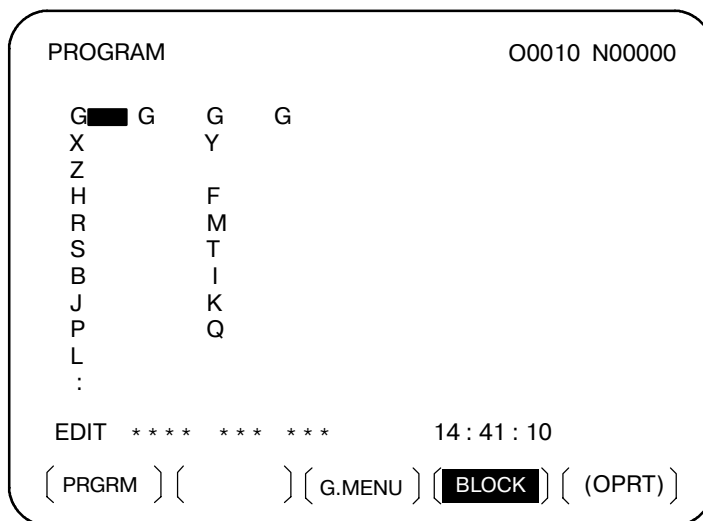 PROGRAM O0010 N00000
G G G G
X Y
Z
H F
R M
S T
B I
J K
P Q
L
:
EDIT **** *** *** 14 : 41 : 10
[ PRGRM ] [ ] [ G.MENU ] [ BLOCK ] [ (OPRT) ]